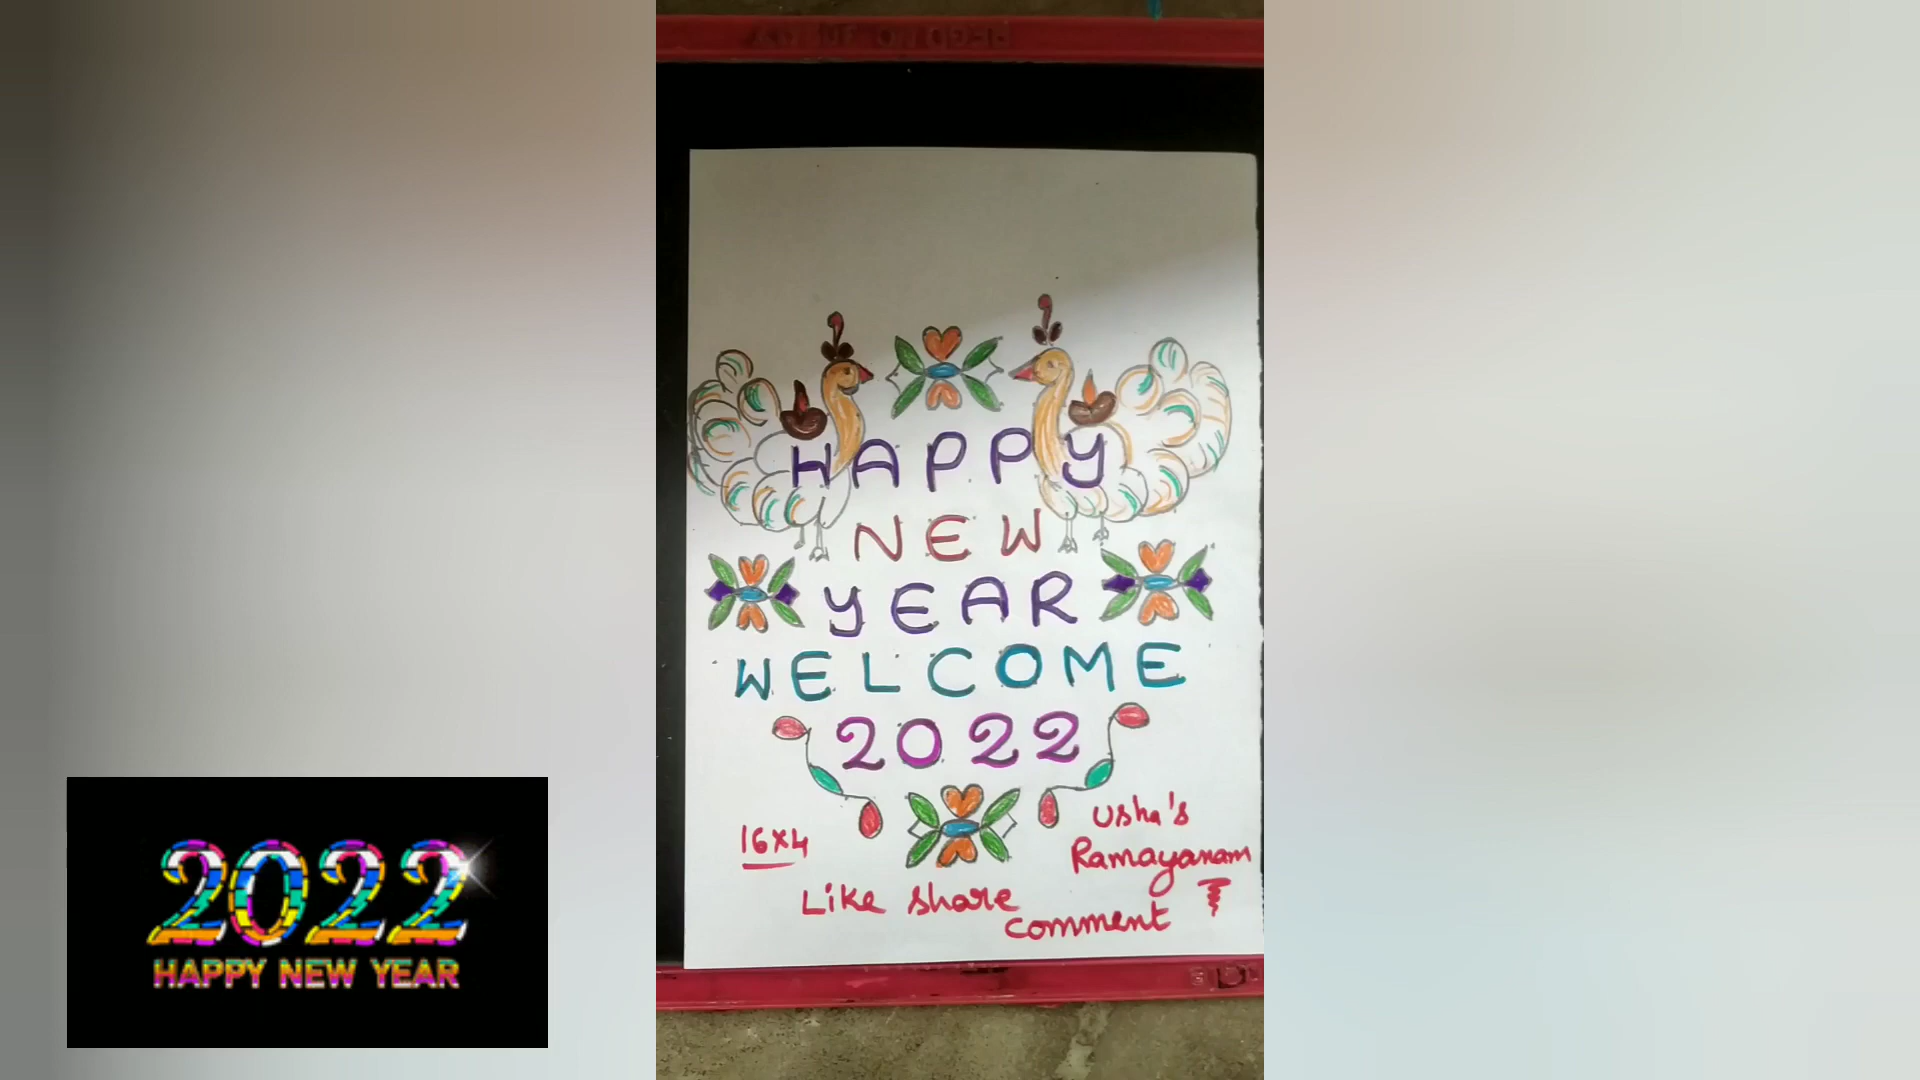 HAPPY
NEW
YEAR
WELCOME
2022
16x4
Usha's
Ramayanam
Like share
comment
2022
HAPPY NEW YEAR